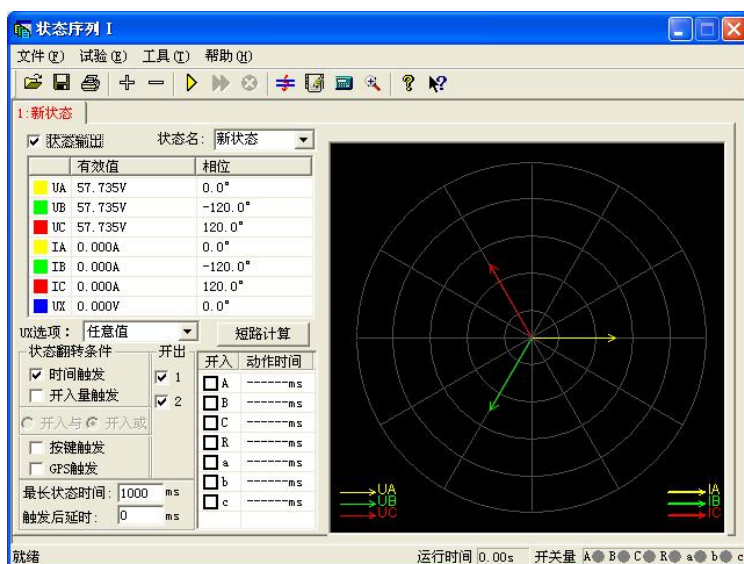 状态序列 I
文件(F) 试验(E) 工具(T) 帮助(H)
1:新状态
状态输出 状态名: 新状态
有效值 相位
UA 57.735V 0.0°
UB 57.735V -120.0°
UC 57.735V 120.0°
IA 0.000A 0.0°
IB 0.000A -120.0°
IC 0.000A 120.0°
UX 0.000V 0.0°
UX选项: 任意值 短路计算
状态翻转条件 开出 开入 动作时间
时间触发 1 A ------ms
开入量触发 2 B ------ms
开入与 开入或 C ------ms
R ------ms
按键触发 a ------ms
GPS触发 b ------ms
最长状态时间: 1000 ms c ------ms
触发后延时: 0 ms
UA IA
UB IB
UC IC
就绪 运行时间 0.00s 开关量 A B C R a b c